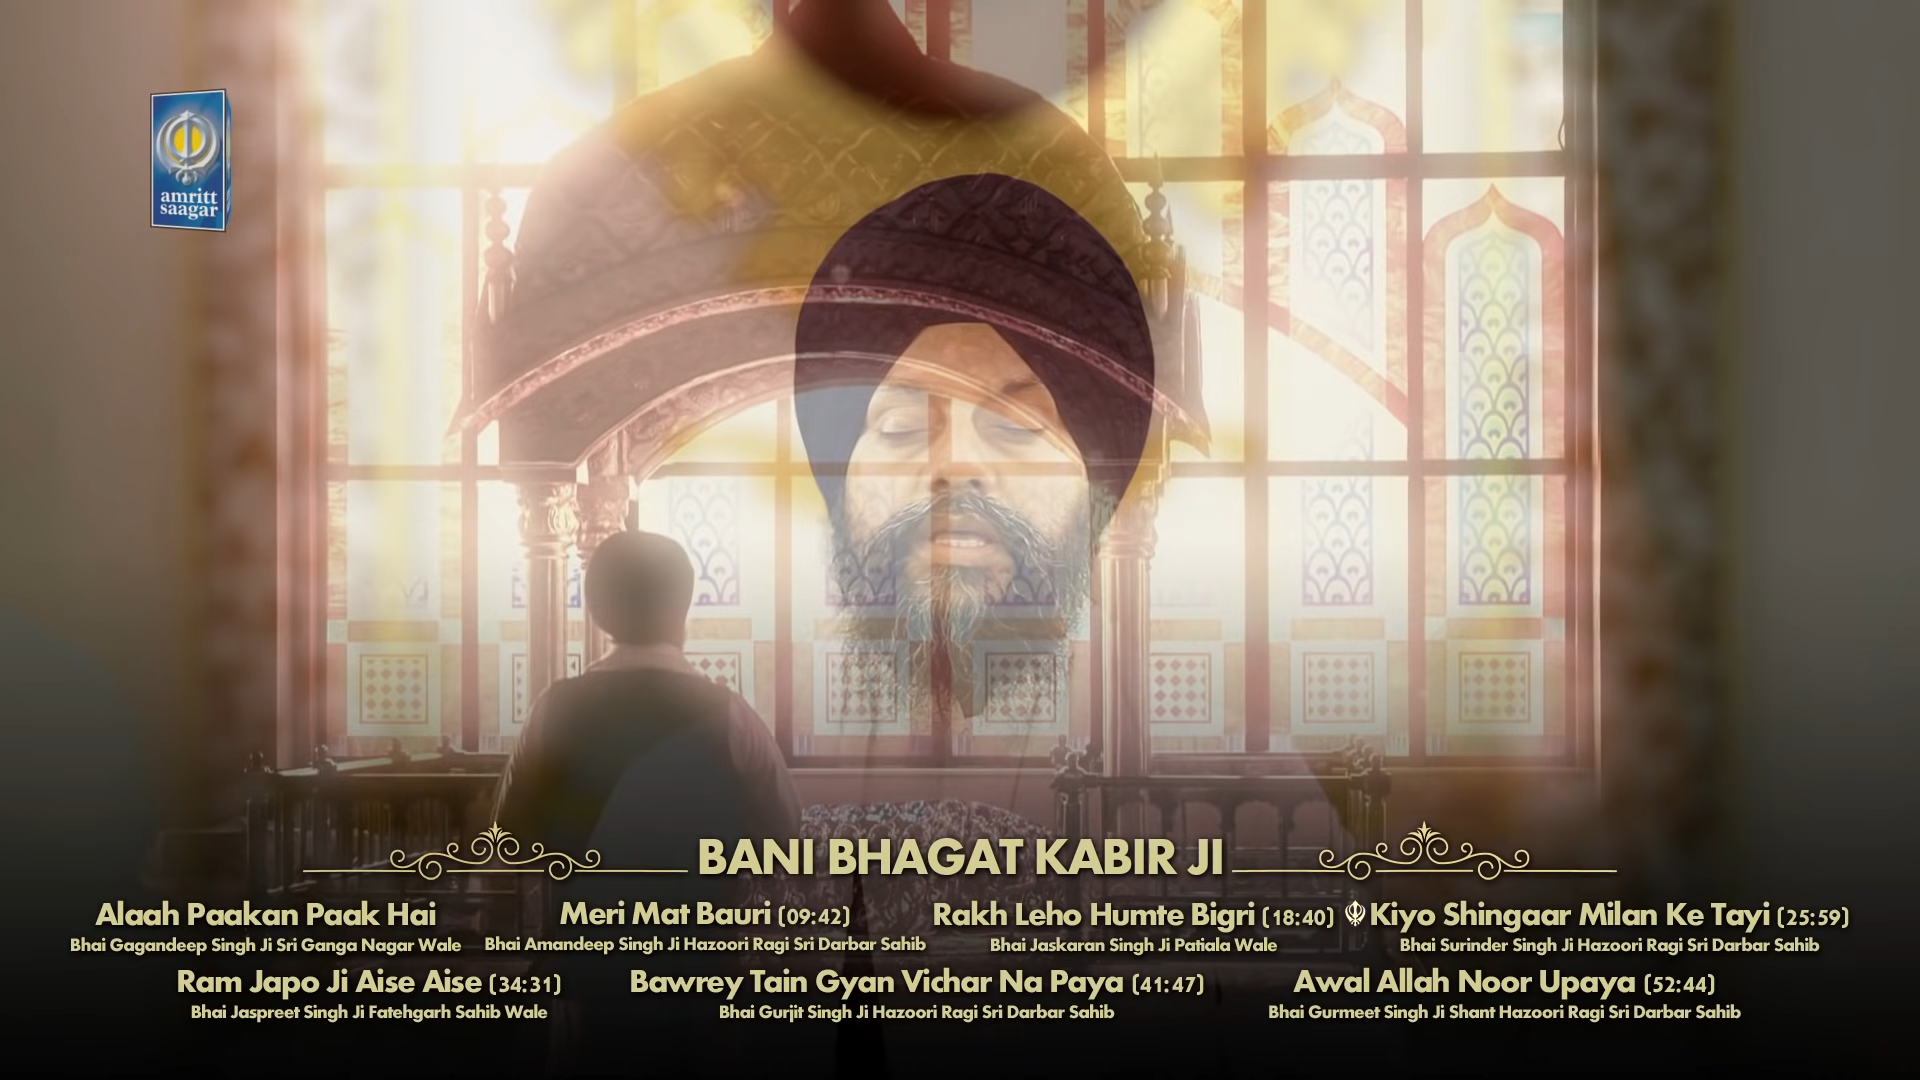 amritt
saagar
BANI BHAGAT KABIR JI
Alaah Paakan Paak Hai
Bhai Gagandeep Singh Ji Sri Ganga Nagar Wale
Meri Mat Bauri (09:42)
Bhai Amandeep Singh Ji Hazoori Ragi Sri Darbar Sahib
Rakh Leho Humte Bigri (18:40)
Bhai Jaskaran Singh Ji Patiala Wale
Kiyo Shingaar Milan Ke Tayi (25:59)
Bhai Surinder Singh Ji Hazoori Ragi Sri Darbar Sahib
Ram Japo Ji Aise Aise (34:31)
Bhai Jaspreet Singh Ji Fatehgarh Sahib Wale
Bawrey Tain Gyan Vichar Na Paya (41:47)
Bhai Gurjit Singh Ji Hazoori Ragi Sri Darbar Sahib
Awal Allah Noor Upaya (52:44)
Bhai Gurmeet Singh Ji Shant Hazoori Ragi Sri Darbar Sahib